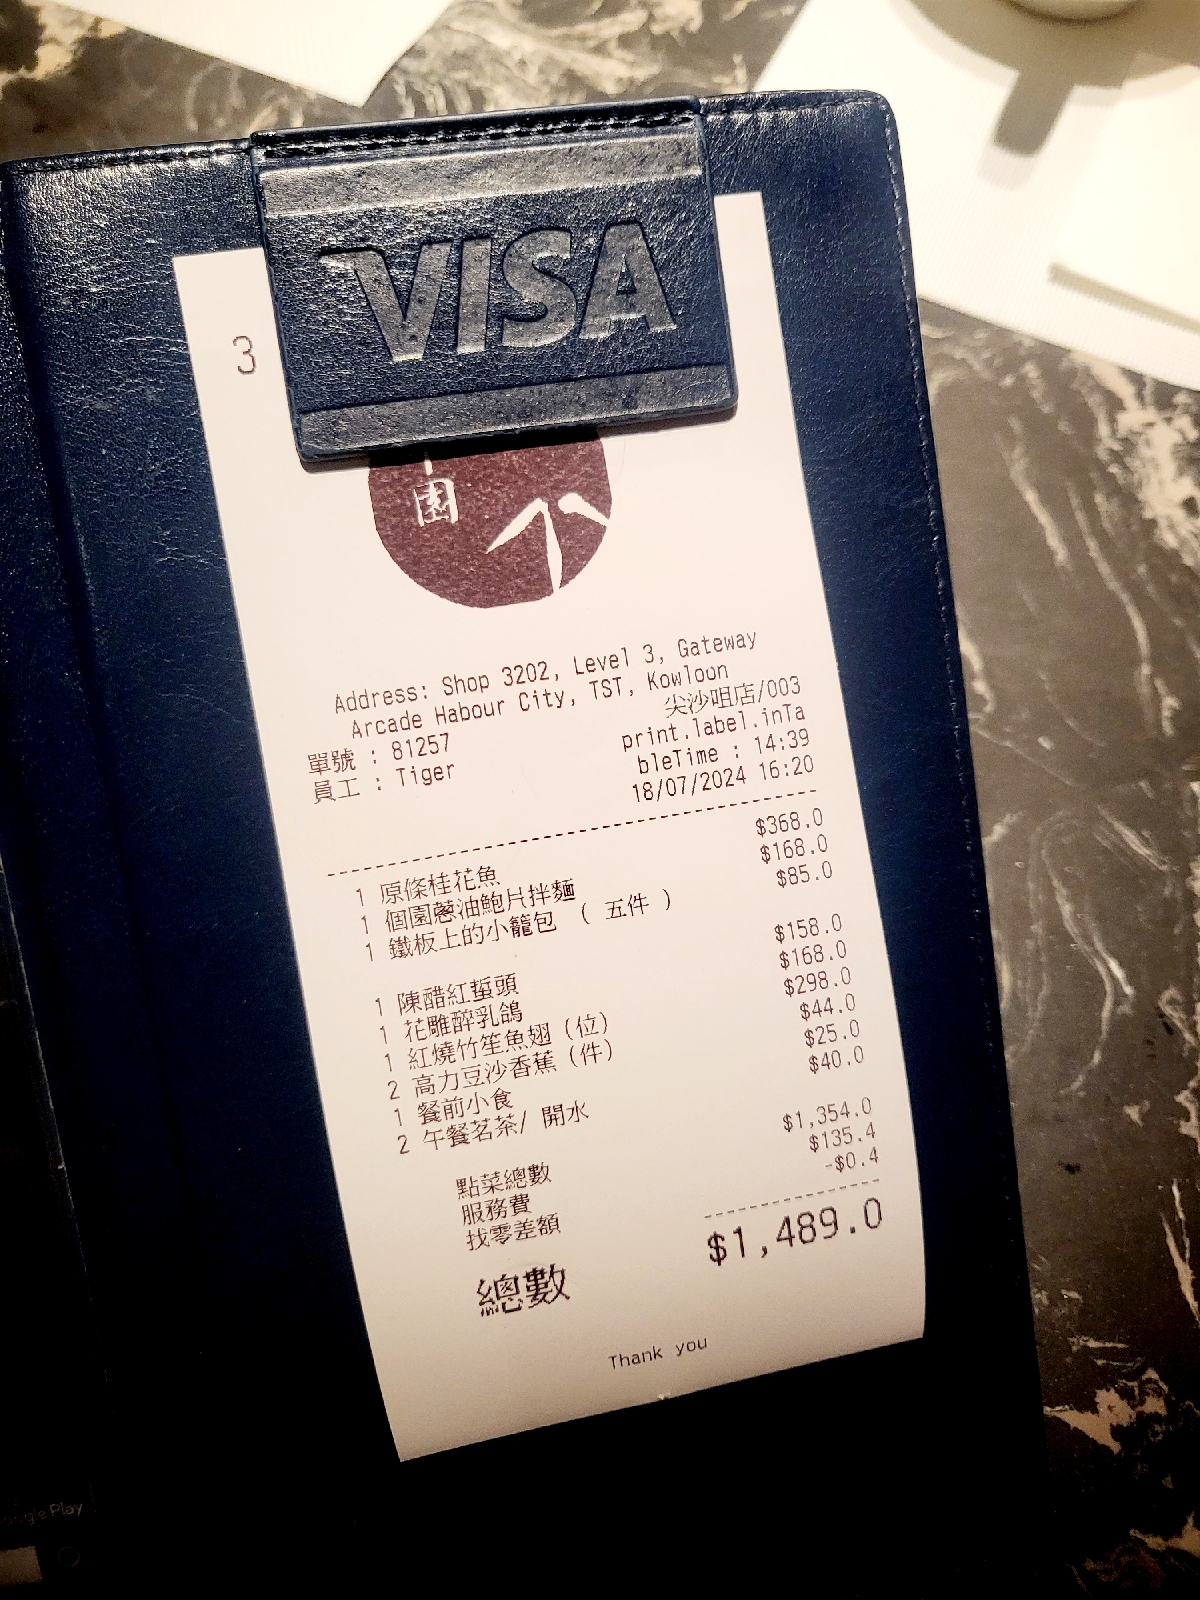 VISA
3
園
Address: Shop 3202, Level 3, Gateway
Arcade Habour City, TST, Kowloon
尖沙咀店/003
單號 : 81257
print.label.inTa
員工 : Tiger
bleTime : 14:39
18/07/2024 16:20
1 原條桂花魚 $368.0
1 個園蔥油鮑片拌麵 $168.0
1 鐵板上的小籠包 ( 五件 ) $85.0
1 陳醋紅蜇頭 $158.0
1 花雕醉乳鴿 $168.0
1 紅燒竹笙魚翅 (位) $298.0
2 高力豆沙香蕉 (件) $44.0
1 餐前小食 $25.0
2 午餐茗茶/ 開水 $40.0
點菜總數 $1,354.0
服務費 $135.4
找零差額 -$0.4
總數 $1,489.0
Thank you
Play